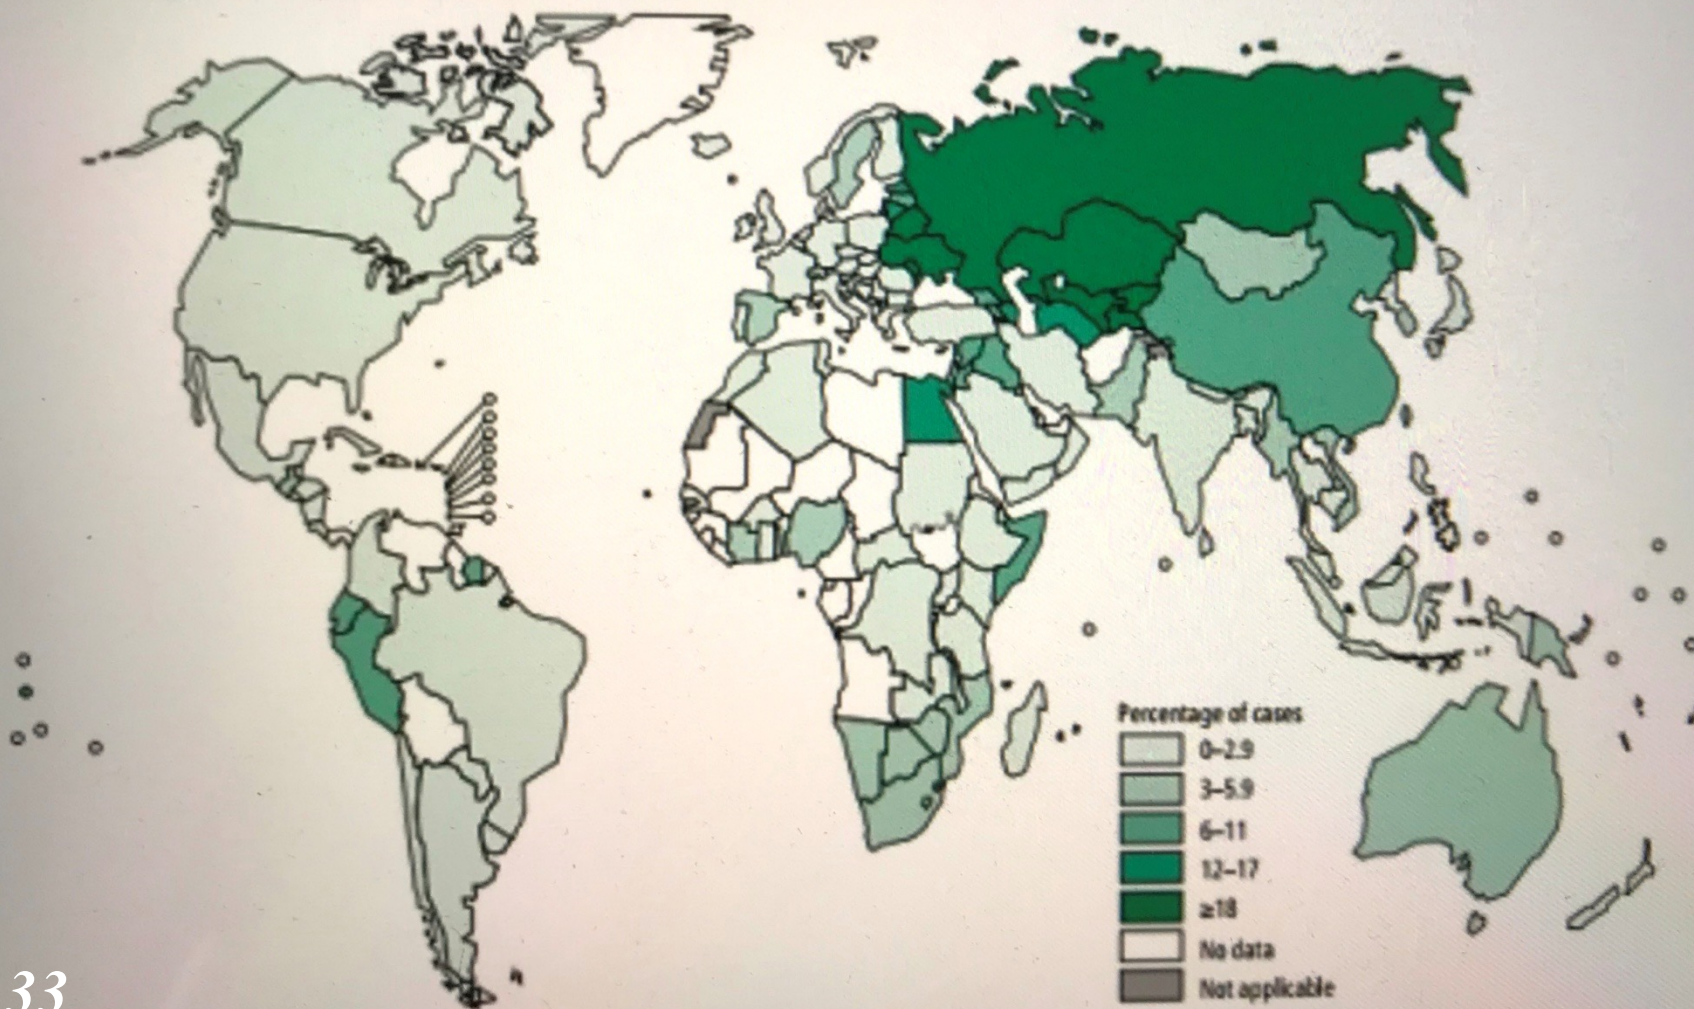 Percentage of cases
0–2.9
3–5.9
6–11
12–17
≥18
No data
Not applicable
33